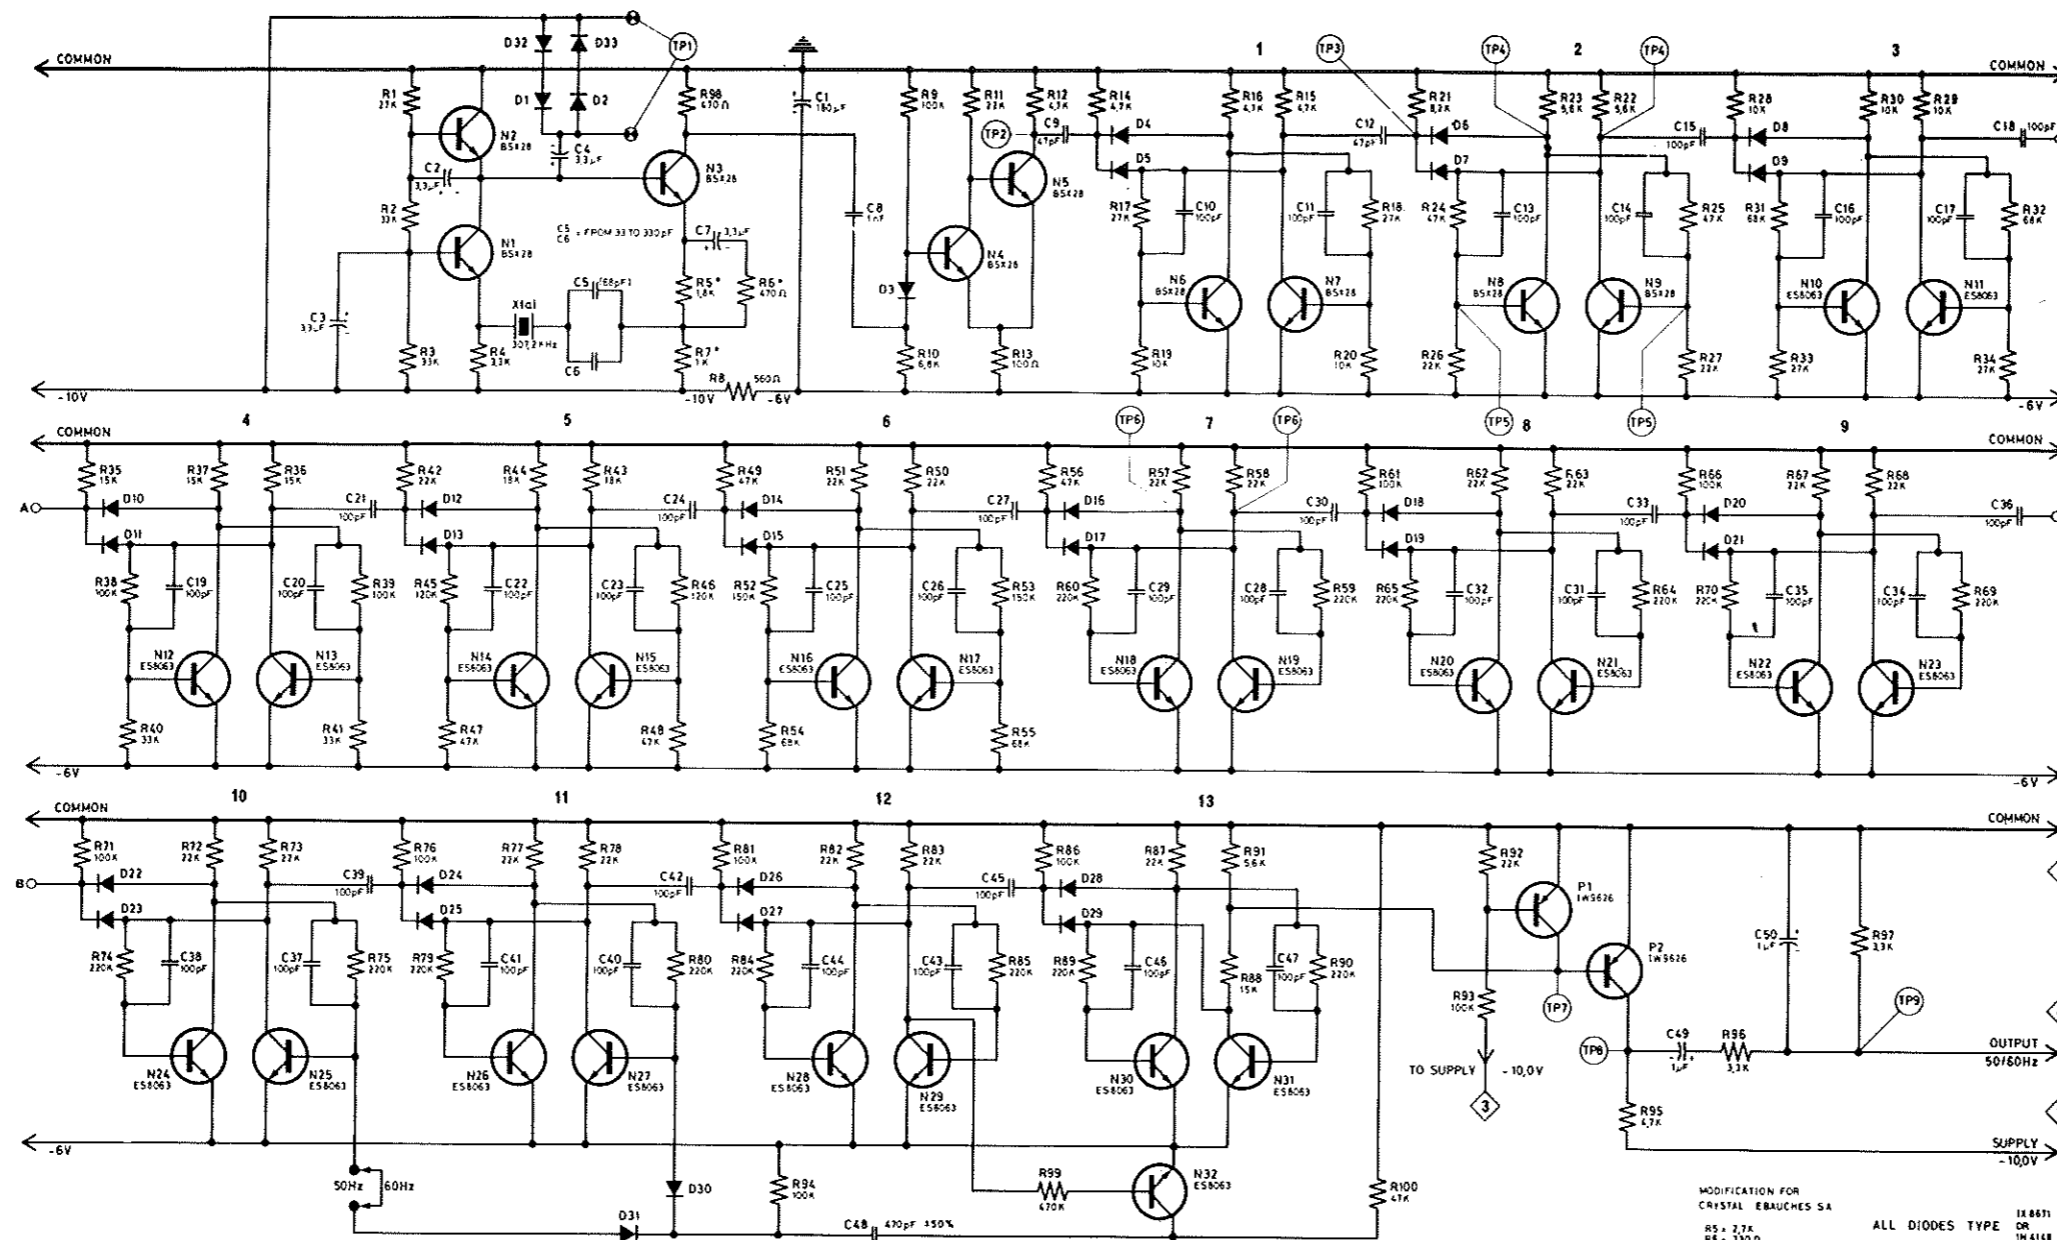 D32
D33
TP1
1
TP3
TP4
2
TP4
3
COMMON
COMMON
R1
27K
D1
D2
R98
470Ω
C1
160µF
R9
100K
R11
22K
R12
4,7K
R14
4,7K
R16
4,7K
R15
4,7K
R21
8,2K
R23
5,6K
R22
5,6K
R28
10K
R30
10K
R29
10K
N2
BSX28
C4
3,3µF
TP2
C9
47pF
D4
C12
47pF
D6
C15
100pF
D8
C18
100pF
C2
3,3µF
N3
BSX28
N5
BSX28
D5
D7
D9
R2
33K
C8
1nF
R17
27K
C10
100pF
C11
100pF
R18
27K
R24
47K
C13
100pF
C14
100pF
R25
47K
R31
68K
C16
100pF
C17
100pF
R32
68K
N1
BSX28
C5
C6 = FROM 33 TO 330pF
C7
3,3µF
N4
BSX28
C3
33µF
Xtal
307,2KHz
C5
(68pF)
R5*
1,8K
R6*
470Ω
D3
N6
BSX28
N7
BSX28
N8
BSX28
N9
BSX28
N10
ES8063
N11
ES8063
R3
33K
R4
3,3K
C6
R7*
1K
R10
6,8K
R13
100Ω
R19
10K
R20
10K
R26
22K
R27
22K
R33
27K
R34
27K
-10V
-10V
R8
560Ω
-6V
-6V
4
5
6
TP6
7
TP6
TP5
8
TP5
9
COMMON
COMMON
R35
15K
R37
15K
R36
15K
R42
22K
R44
18K
R43
18K
R49
47K
R51
22K
R50
22K
R56
47K
R57
22K
R58
22K
R61
100K
R62
22K
R63
22K
R66
100K
R67
22K
R68
22K
A
D10
C21
100pF
D12
C24
100pF
D14
C27
100pF
D16
C30
100pF
D18
C33
100pF
D20
C36
100pF
D11
D13
D15
D17
D19
D21
R38
100K
C19
100pF
C20
100pF
R39
100K
R45
120K
C22
100pF
C23
100pF
R46
120K
R52
150K
C25
100pF
C26
100pF
R53
150K
R60
220K
C29
100pF
C28
100pF
R59
220K
R65
220K
C32
100pF
C31
100pF
R64
220K
R70
220K
C35
100pF
C34
100pF
R69
220K
N12
ES8063
N13
ES8063
N14
ES8063
N15
ES8063
N16
ES8063
N17
ES8063
N18
ES8063
N19
ES8063
N20
ES8063
N21
ES8063
N22
ES8063
N23
ES8063
R40
33K
R41
33K
R47
47K
R48
47K
R54
68K
R55
68K
-6V
-6V
10
11
12
13
COMMON
COMMON
R71
100K
R72
22K
R73
22K
R76
100K
R77
22K
R78
22K
R81
100K
R82
22K
R83
22K
R86
100K
R87
22K
R91
5,6K
R92
22K
B
D22
C39
100pF
D24
C42
100pF
D26
C45
100pF
D28
P1
IW9626
D23
D25
D27
D29
R74
220K
C38
100pF
C37
100pF
R75
220K
R79
220K
C41
100pF
C40
100pF
R80
220K
R84
220K
C44
100pF
C43
100pF
R85
220K
R89
220K
C46
100pF
R88
15K
C47
100pF
R90
220K
P2
IW9626
C50
1µF
R97
3,3K
R93
100K
TP7
TP9
N24
ES8063
N25
ES8063
N26
ES8063
N27
ES8063
N28
ES8063
N29
ES8063
N30
ES8063
N31
ES8063
TP8
C49
1µF
R96
3,3K
OUTPUT
50/60Hz
TO SUPPLY -10,0V
3
R95
4,7K
-6V
SUPPLY
-10,0V
50Hz
60Hz
D30
R94
100K
R99
470K
N32
ES8063
R100
47K
D31
C48
470pF ±50%
MODIFICATION FOR
CRYSTAL EBAUCHES SA
R5 = 2,7K
R6 = 330Ω
ALL DIODES TYPE
1X8671
OR
1N4148